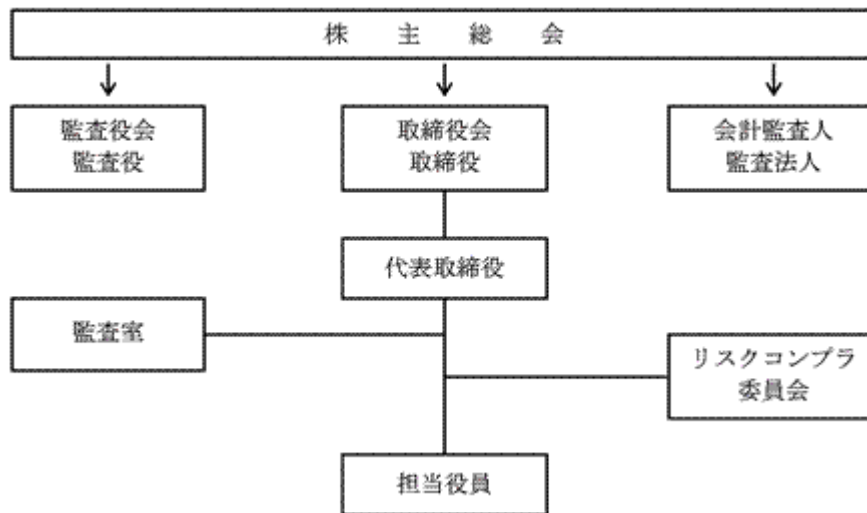 株主総会
監査役会
監査役
取締役会
取締役
会計監査人
監査法人
代表取締役
監査室
リスクコンプラ
委員会
担当役員